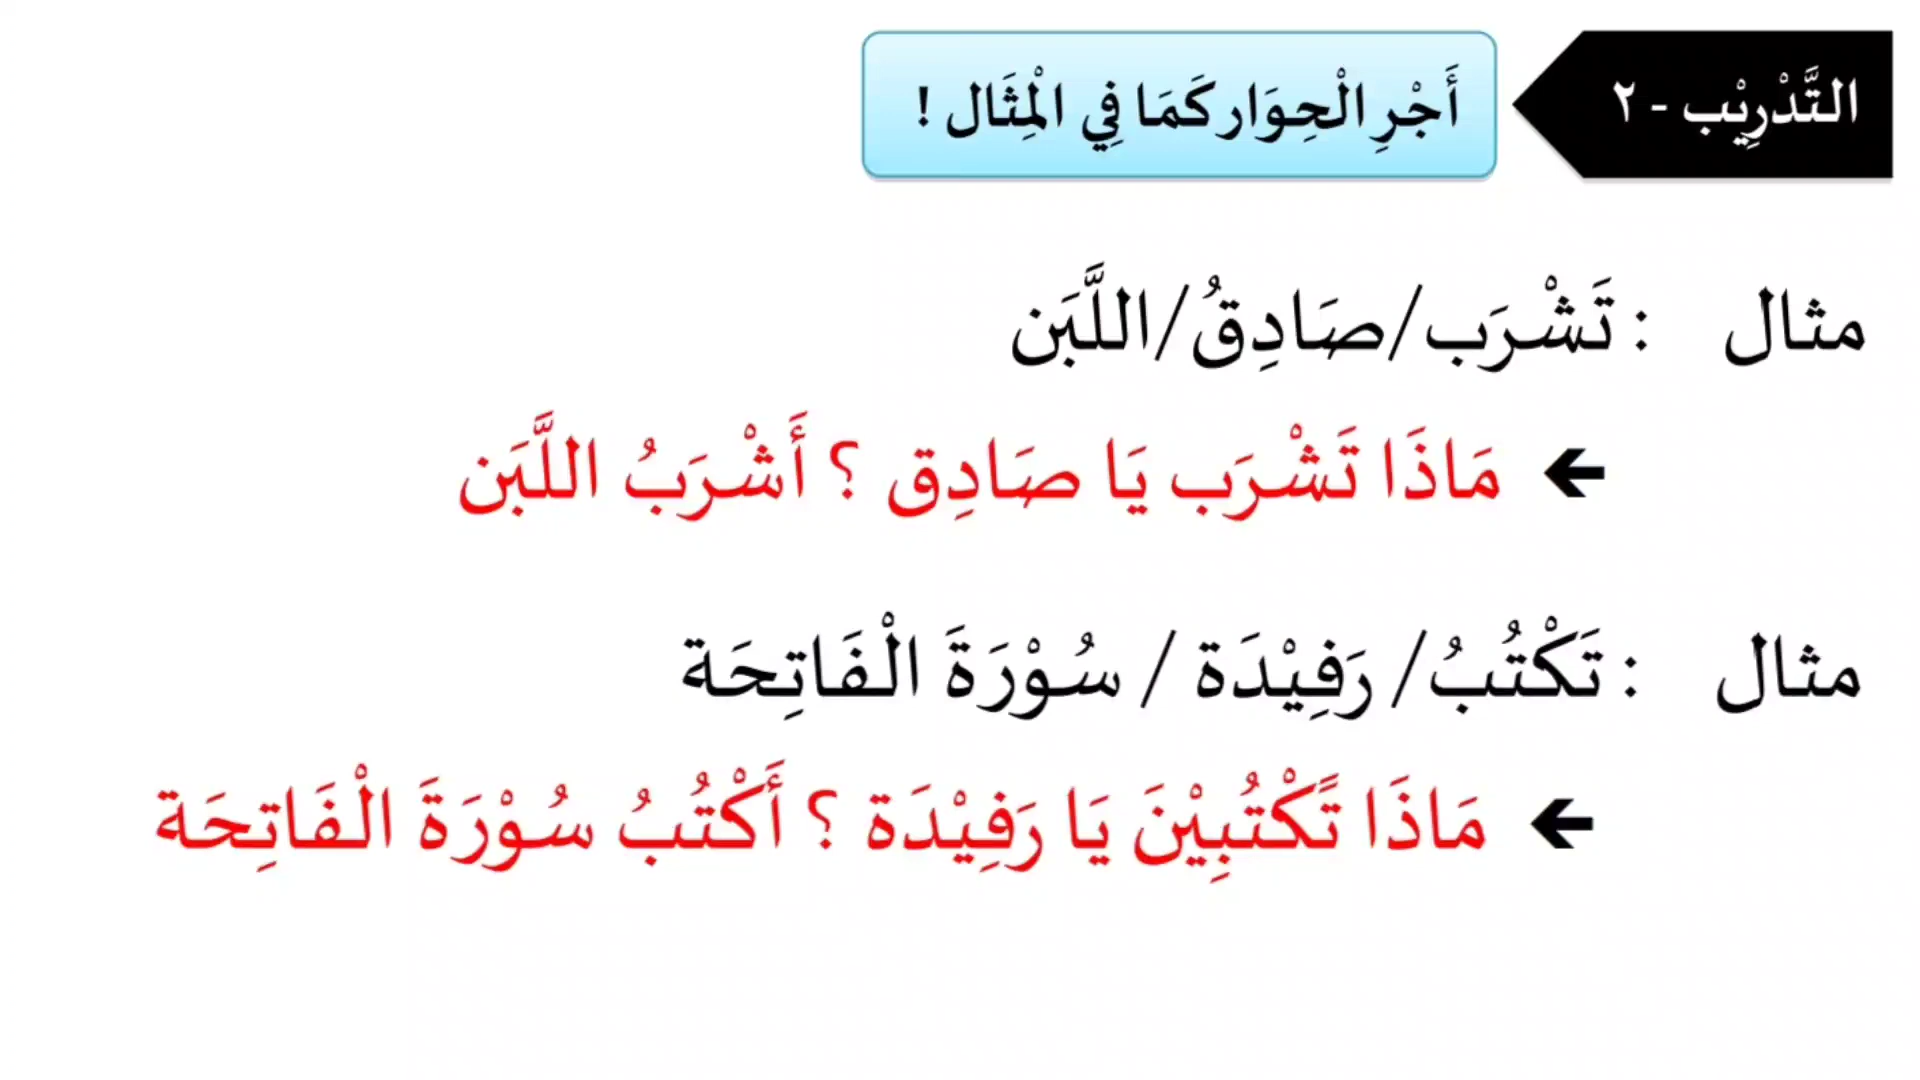 التَّدْرِيْب - ٢
أَجْرِ الْحِوَار كَمَا فِي الْمِثَال !
مثال : تَشْرَب/صَادِقُ/اللَّبَن
← مَاذَا تَشْرَب يَا صَادِق ؟ أَشْرَبُ اللَّبَن
مثال : تَكْتُبُ/ رَفِيْدَة / سُوْرَةَ الْفَاتِحَة
← مَاذَا تًكْتُبِيْنَ يَا رَفِيْدَة ؟ أَكْتُبُ سُوْرَةَ الْفَاتِحَة